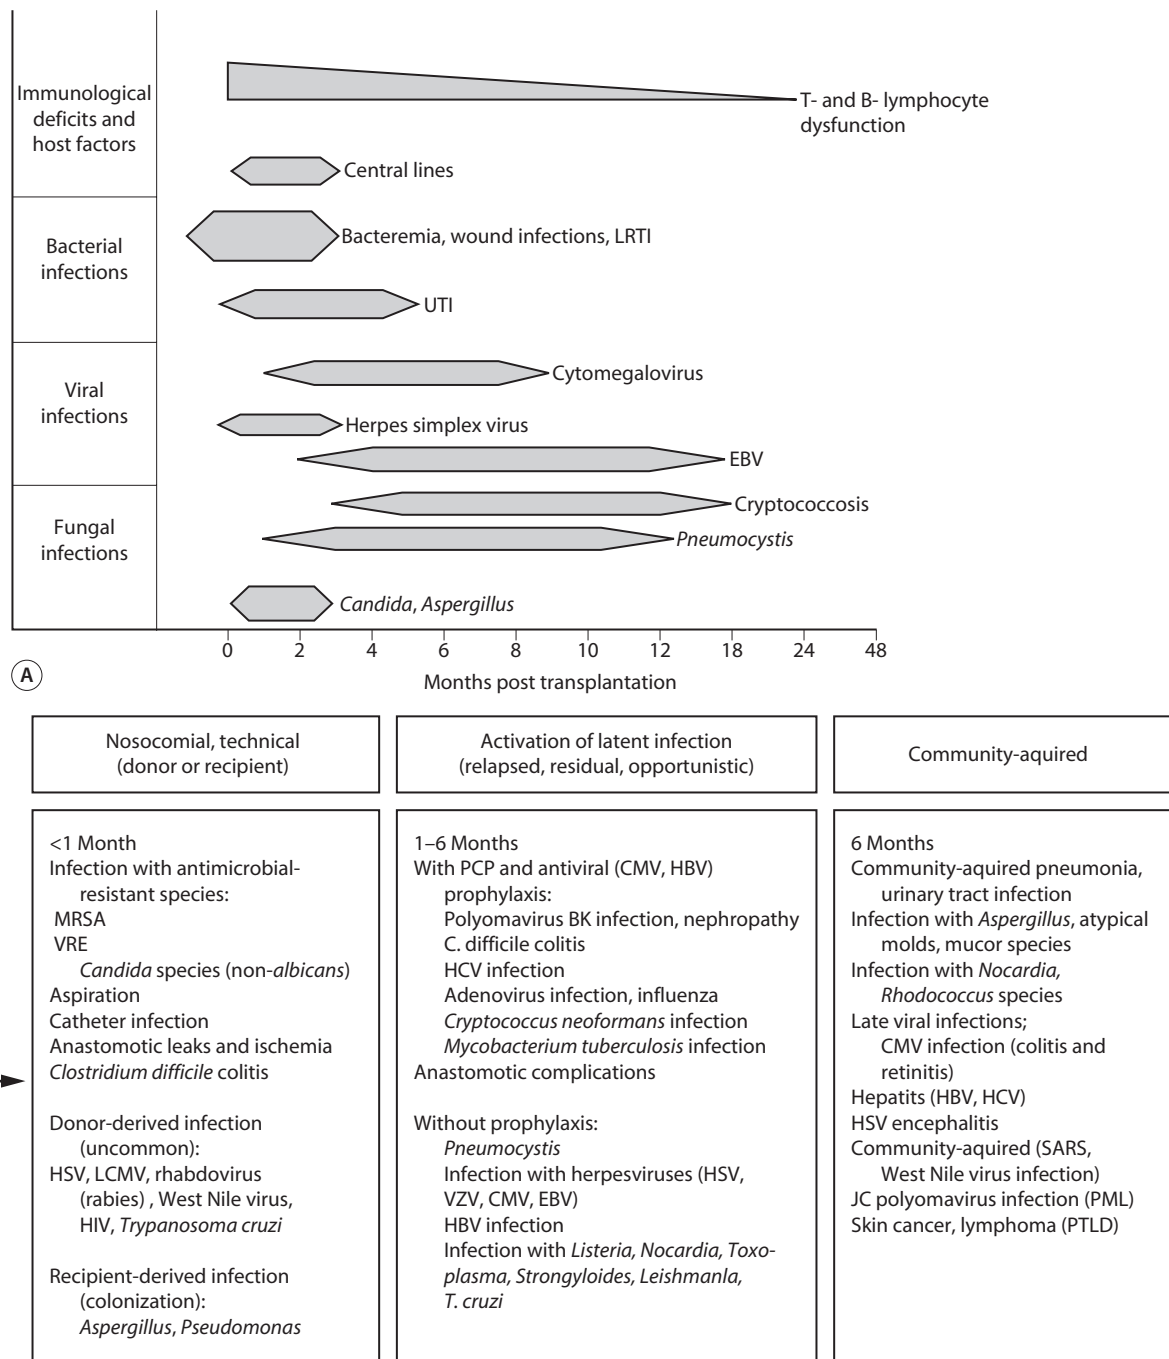 Immunological
deficits and
host factors
T- and B- lymphocyte
dysfunction
Central lines
Bacterial
infections
Bacteremia, wound infections, LRTI
UTI
Viral
infections
Cytomegalovirus
Herpes simplex virus
EBV
Fungal
infections
Cryptococcosis
Pneumocystis
Candida, Aspergillus
0 2 4 6 8 10 12 18 24 48
Months post transplantation
A
Nosocomial, technical
(donor or recipient)
<1 Month
Infection with antimicrobial-
resistant species:
MRSA
VRE
Candida species (non-albicans)
Aspiration
Catheter infection
Anastomotic leaks and ischemia
Clostridium difficile colitis
Donor-derived infection
(uncommon):
HSV, LCMV, rhabdovirus
(rabies) , West Nile virus,
HIV, Trypanosoma cruzi
Recipient-derived infection
(colonization):
Aspergillus, Pseudomonas
Activation of latent infection
(relapsed, residual, opportunistic)
1–6 Months
With PCP and antiviral (CMV, HBV)
prophylaxis:
Polyomavirus BK infection, nephropathy
C. difficile colitis
HCV infection
Adenovirus infection, influenza
Cryptococcus neoformans infection
Mycobacterium tuberculosis infection
Anastomotic complications
Without prophylaxis:
Pneumocystis
Infection with herpesviruses (HSV,
VZV, CMV, EBV)
HBV infection
Infection with Listeria, Nocardia, Toxo-
plasma, Strongyloides, Leishmanla,
T. cruzi
Community-aquired
6 Months
Community-aquired pneumonia,
urinary tract infection
Infection with Aspergillus, atypical
molds, mucor species
Infection with Nocardia,
Rhodococcus species
Late viral infections;
CMV infection (colitis and
retinitis)
Hepatits (HBV, HCV)
HSV encephalitis
Community-aquired (SARS,
West Nile virus infection)
JC polyomavirus infection (PML)
Skin cancer, lymphoma (PTLD)